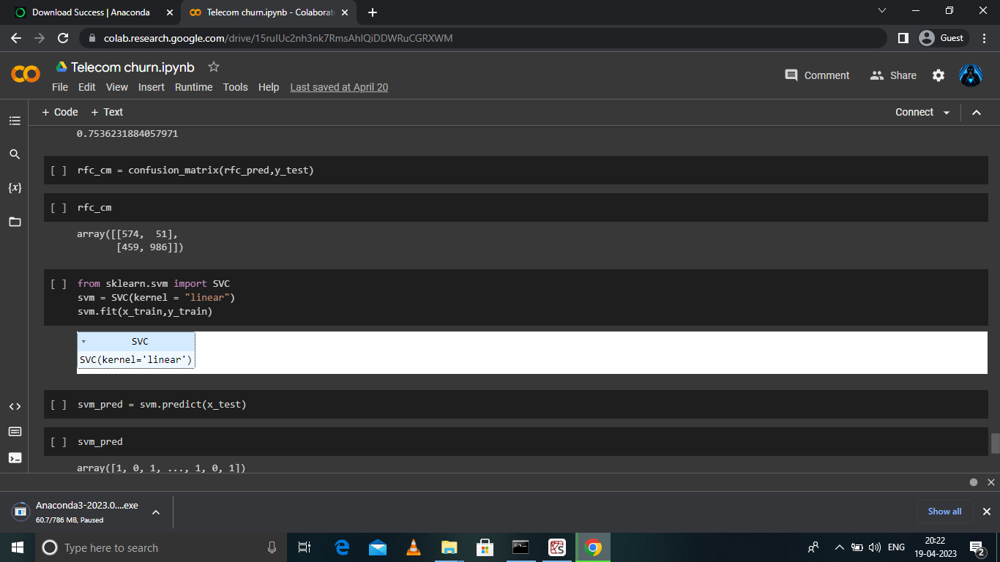 Download Success | Anaconda
Telecom churn.ipynb - Colaborat
colab.research.google.com/drive/15ruIUc2nh3nk7RmsAhlQiDDWRuCGRXWM
Guest
Telecom churn.ipynb
Comment
Share
File Edit View Insert Runtime Tools Help Last saved at April 20
+ Code + Text
Connect
0.7536231884057971
[ ] rfc_cm = confusion_matrix(rfc_pred,y_test)
[ ] rfc_cm
array([[574,  51],
       [459, 986]])
[ ] from sklearn.svm import SVC
svm = SVC(kernel = "linear")
svm.fit(x_train,y_train)
SVC
SVC(kernel='linear')
[ ] svm_pred = svm.predict(x_test)
[ ] svm_pred
array([1, 0, 1, ..., 1, 0, 1])
{x}
Anaconda3-2023.0....exe
60.7/786 MB, Paused
Show all
Type here to search
ENG
20:22
19-04-2023
2